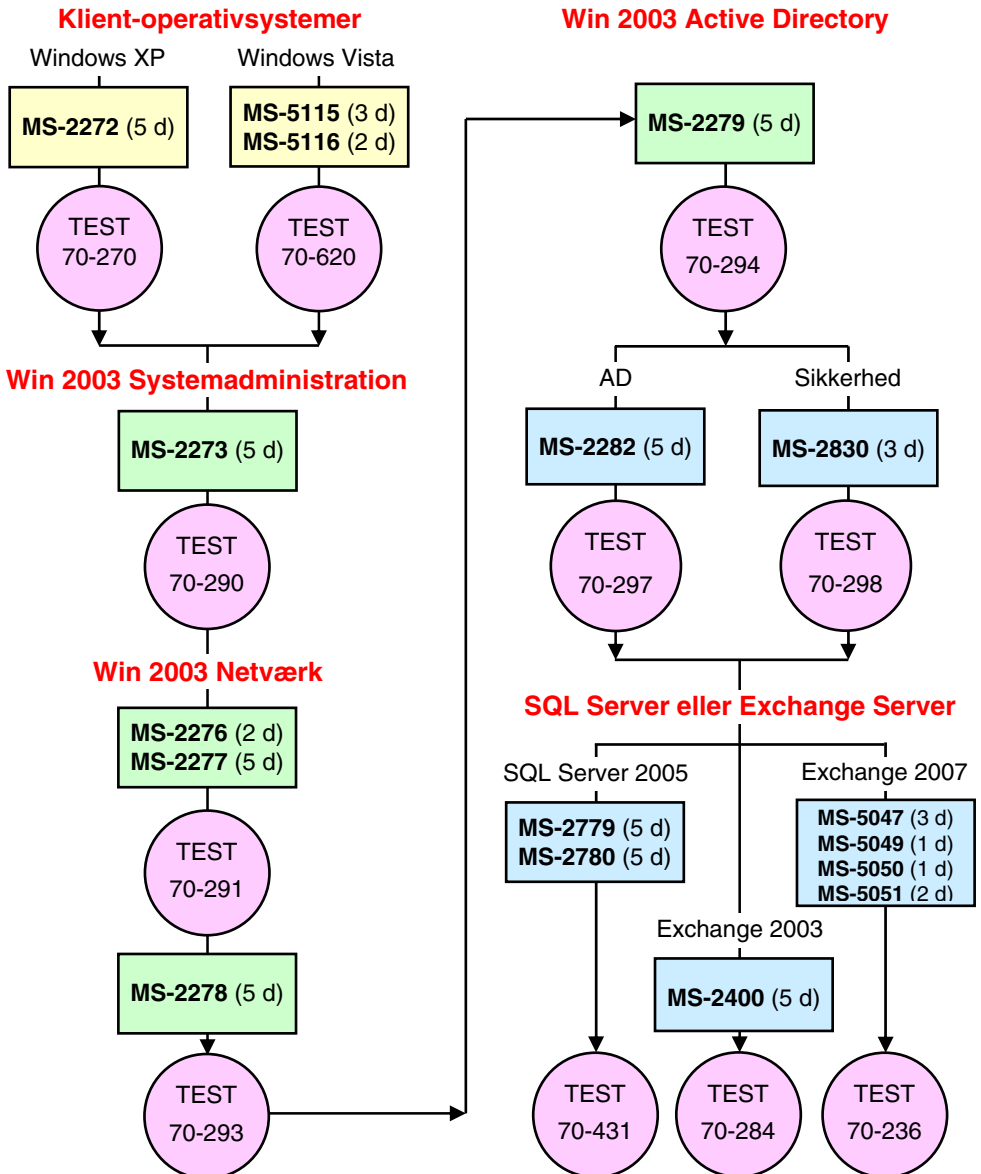 Klient-operativsystemer
Windows XP
Windows Vista
MS-2272 (5 d)
MS-5115 (3 d)
MS-5116 (2 d)
TEST
70-270
TEST
70-620
Win 2003 Systemadministration
MS-2273 (5 d)
TEST
70-290
Win 2003 Netværk
MS-2276 (2 d)
MS-2277 (5 d)
TEST
70-291
MS-2278 (5 d)
TEST
70-293
Win 2003 Active Directory
MS-2279 (5 d)
TEST
70-294
AD
Sikkerhed
MS-2282 (5 d)
MS-2830 (3 d)
TEST
70-297
TEST
70-298
SQL Server eller Exchange Server
SQL Server 2005
Exchange 2007
MS-2779 (5 d)
MS-2780 (5 d)
MS-5047 (3 d)
MS-5049 (1 d)
MS-5050 (1 d)
MS-5051 (2 d)
Exchange 2003
MS-2400 (5 d)
TEST
70-431
TEST
70-284
TEST
70-236